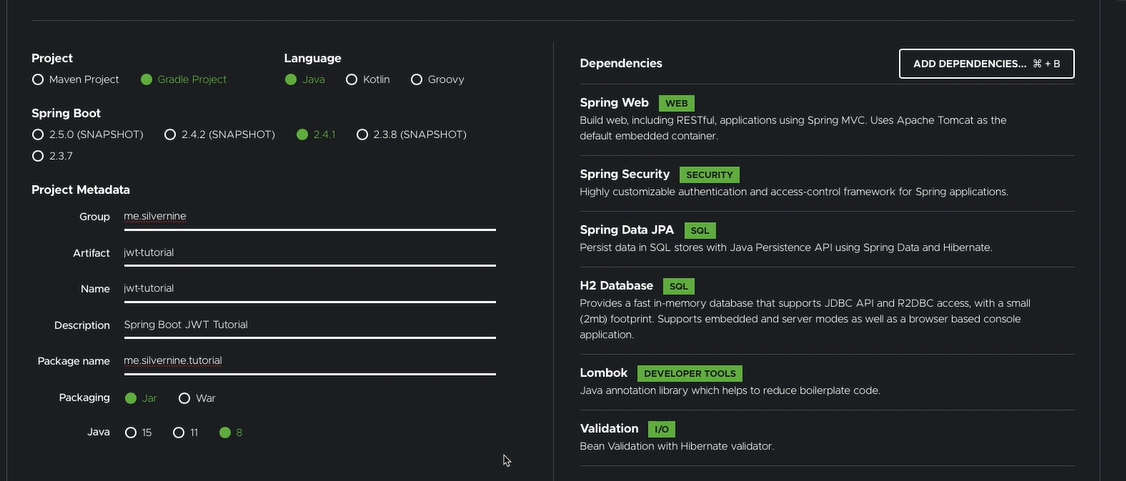 Project
Maven Project Gradle Project
Language
Java Kotlin Groovy
Spring Boot
2.5.0 (SNAPSHOT) 2.4.2 (SNAPSHOT) 2.4.1 2.3.8 (SNAPSHOT)
2.3.7
Project Metadata
Group me.silvernine
Artifact jwt-tutorial
Name jwt-tutorial
Description Spring Boot JWT Tutorial
Package name me.silvernine.tutorial
Packaging Jar War
Java 15 11 8
Dependencies
ADD DEPENDENCIES... ⌘ + B
Spring Web WEB
Build web, including RESTful, applications using Spring MVC. Uses Apache Tomcat as the
default embedded container.
Spring Security SECURITY
Highly customizable authentication and access-control framework for Spring applications.
Spring Data JPA SQL
Persist data in SQL stores with Java Persistence API using Spring Data and Hibernate.
H2 Database SQL
Provides a fast in-memory database that supports JDBC API and R2DBC access, with a small
(2mb) footprint. Supports embedded and server modes as well as a browser based console
application.
Lombok DEVELOPER TOOLS
Java annotation library which helps to reduce boilerplate code.
Validation I/O
Bean Validation with Hibernate validator.